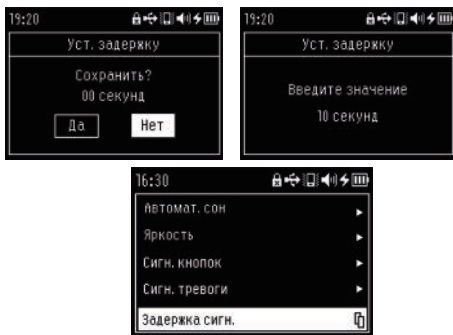 19:20
Уст. задержку
Сохранить?
00 секунд
Да
Нет
19:20
Уст. задержку
Введите значение
10 секунд
16:30
Автомат. сон
Яркость
Сигн. кнопок
Сигн. тревоги
Задержка сигн.